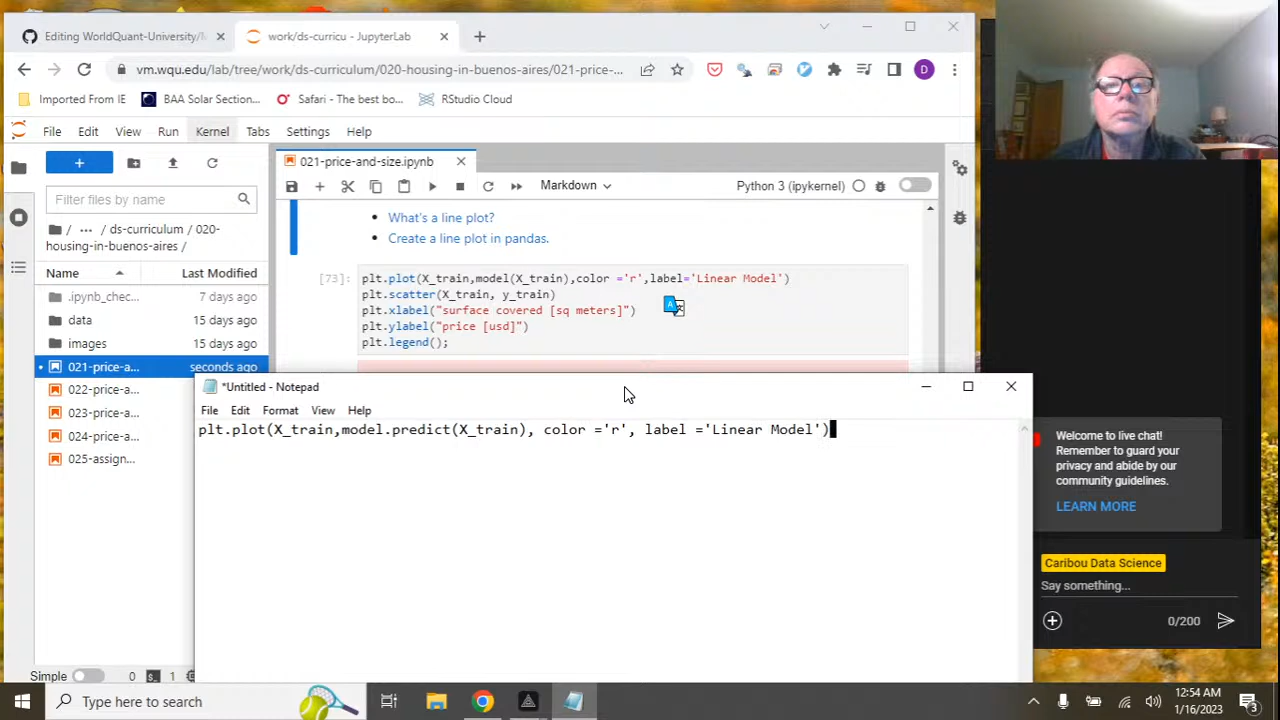 Editing WorldQuant-University/
work/ds-curricu - JupyterLab
vm.wqu.edu/lab/tree/work/ds-curriculum/020-housing-in-buenos-aires/021-price-...
D
Imported From IE
BAA Solar Section...
Safari - The best bo...
RStudio Cloud
File Edit View Run Kernel Tabs Settings Help
021-price-and-size.ipynb
Markdown
Python 3 (ipykernel)
Filter files by name
/ ... / ds-curriculum / 020-
housing-in-buenos-aires /
Name Last Modified
.ipynb_chec... 7 days ago
data 15 days ago
images 15 days ago
021-price-a... seconds ago
022-price-a...
023-price-a...
024-price-a...
025-assign...
• What's a line plot?
• Create a line plot in pandas.
[73]: plt.plot(X_train,model(X_train),color ='r',label='Linear Model')
plt.scatter(X_train, y_train)
plt.xlabel("surface covered [sq meters]")
plt.ylabel("price [usd]")
plt.legend();
*Untitled - Notepad
File Edit Format View Help
plt.plot(X_train,model.predict(X_train), color ='r', label ='Linear Model')
Simple 0 1
Welcome to live chat!
Remember to guard your
privacy and abide by our
community guidelines.
LEARN MORE
Caribou Data Science
Say something...
0/200
Type here to search
12:54 AM
1/16/2023
3